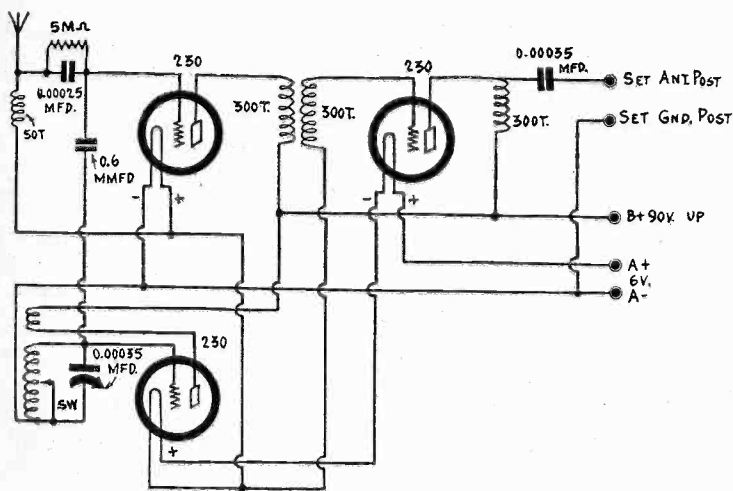 5MΩ
0.00025
MFD.
50T
0.6
MMFD
230
300T.
300T.
-
+
230
300T.
-
+
0.00035
MFD.
SET ANT. POST
SET GND. POST
B+90V. UP
A+
6V.
A-
230
0.00035
MFD.
SW
+